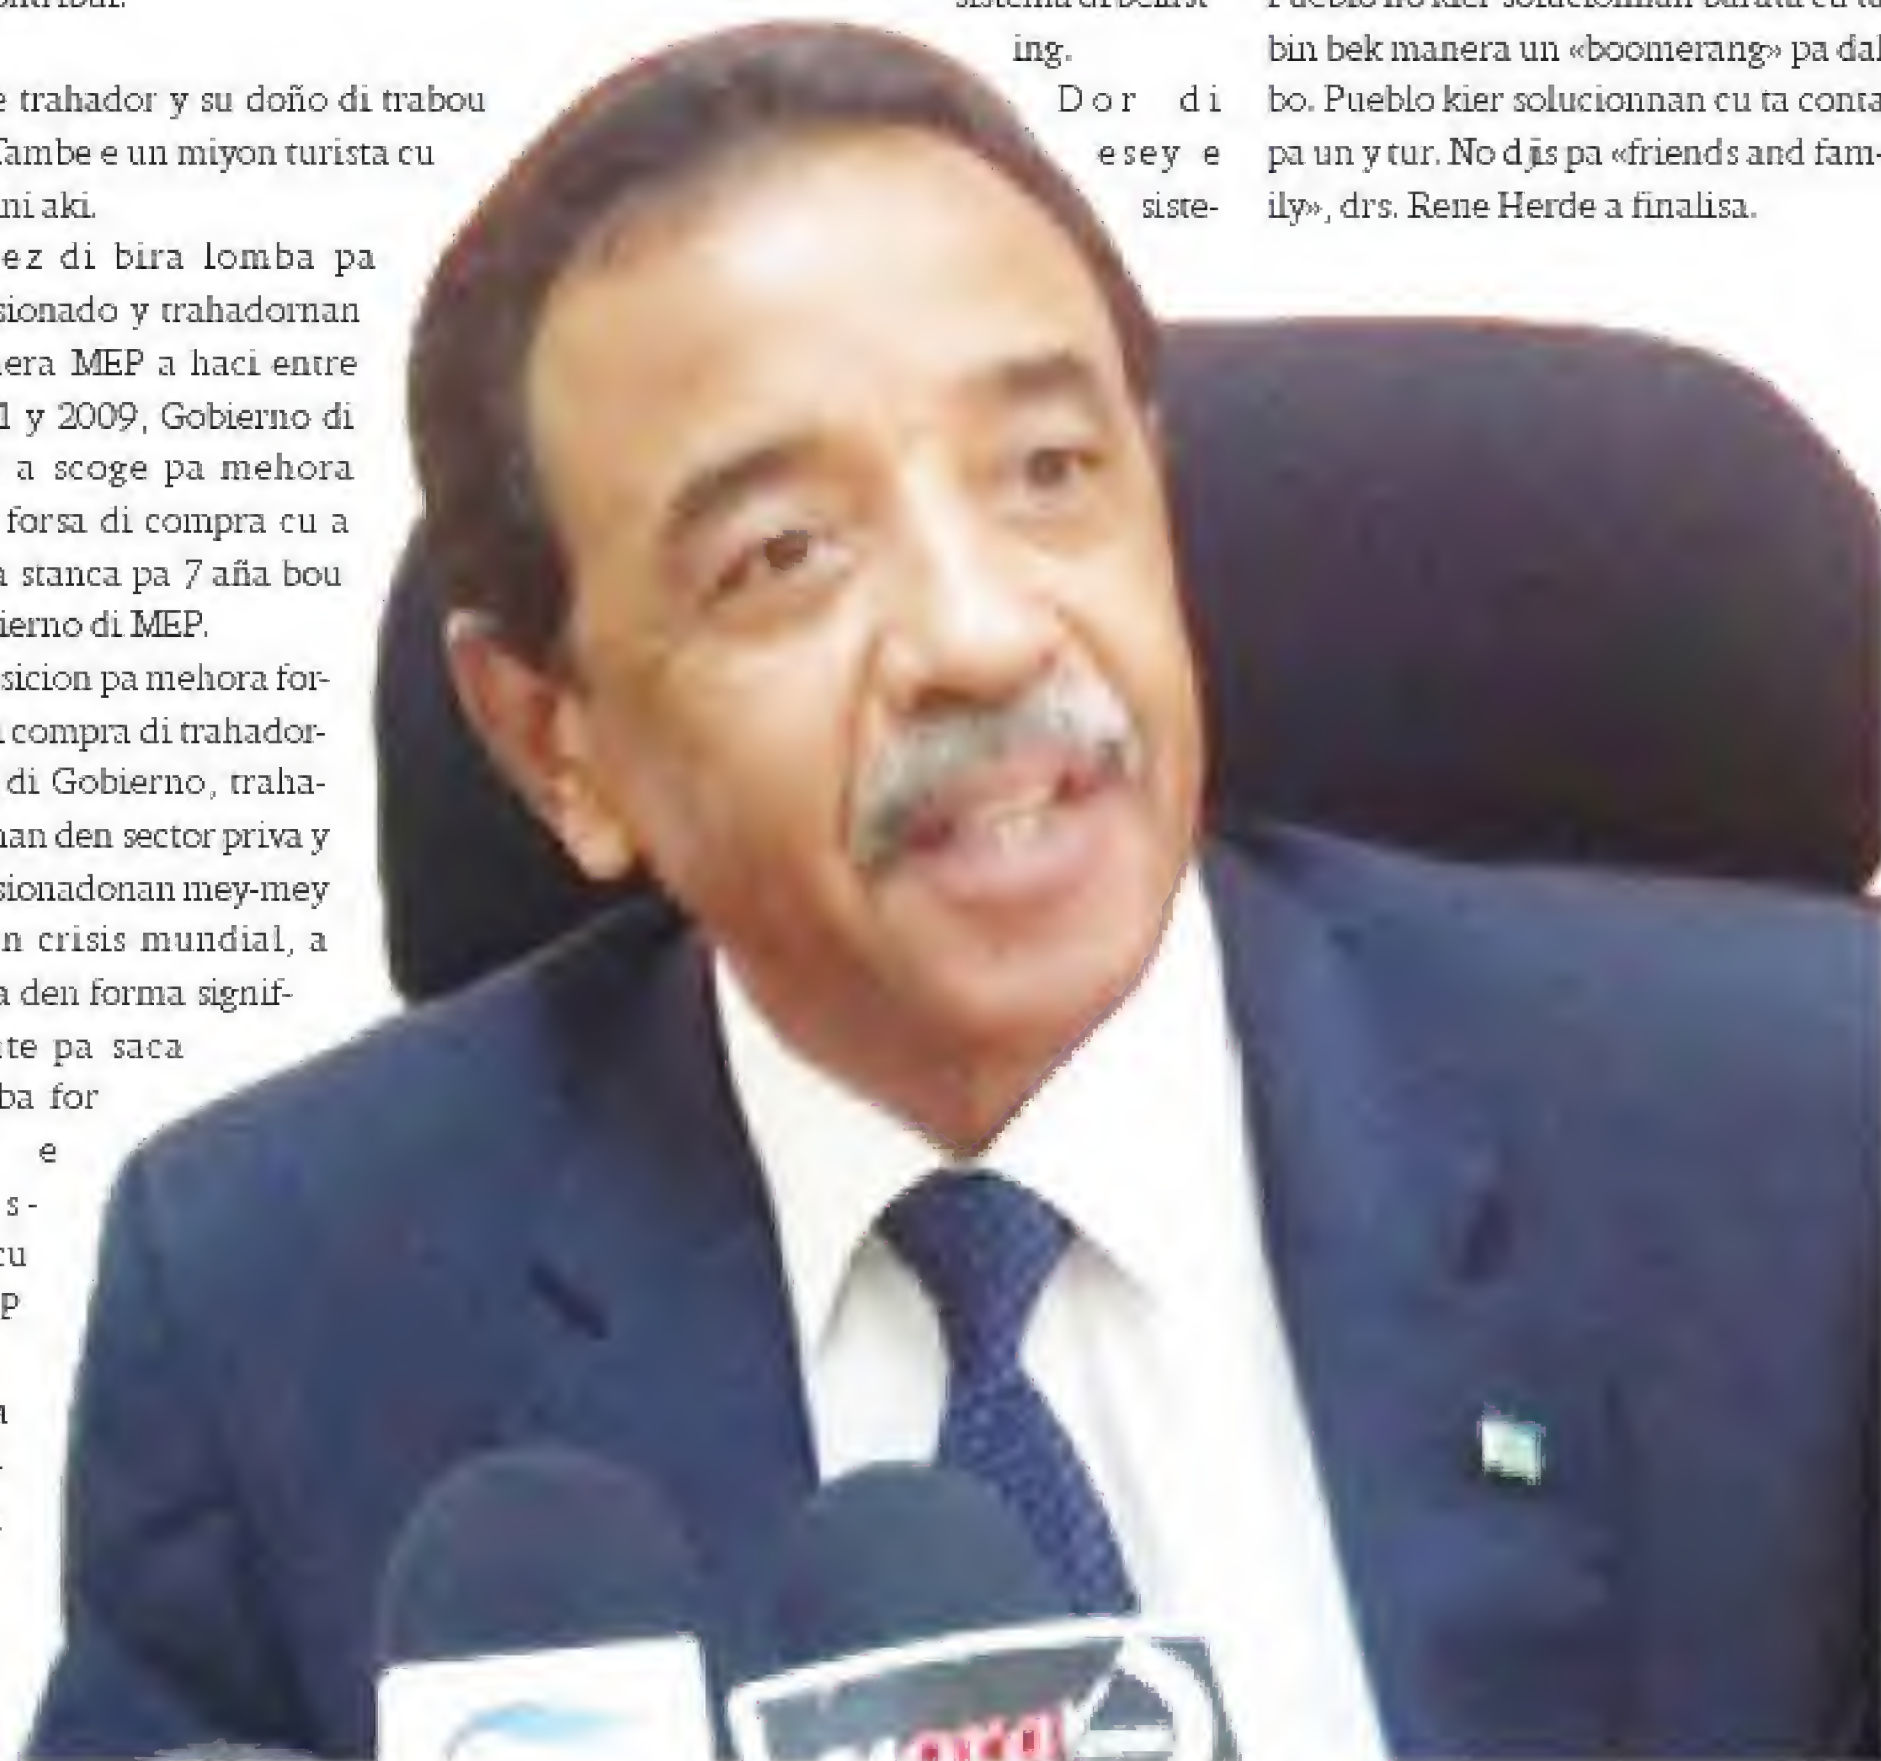 e trahador y su doño di trabou
Tambe e un miyon turista cu
ni aki.
ez di bira lomba pa
sionado y trahadornan
era MEP a haci entre
1 y 2009, Gobierno di
a scoge pa mehora
forsa di compra cu a
a stanca pa 7 aña bou
ierno di MEP.
sicion pa mehora for-
i compra di trahador-
di Gobierno, traha-
nan den sector priva y
sionadonan mey-mey
n crisis mundial, a
a den forma signif-
te pa saca
ba for
e
s-
cu
P
a
ing.
Dor di
esey e
siste-
bin bek manera un «boomerang» pa dal
bo. Pueblo kier solucionnan cu ta conta
pa un y tur. No djis pa «friends and fam-
ily», drs. Rene Herde a finalisa.